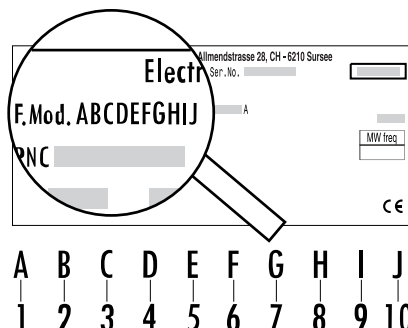 Allmendstrasse 28, CH - 6210 Sursee
Electr
Ser.No.
F.Mod. ABCDEFGHIJ
A
PNC
MW freq
CE
A B C D E F G H I J
1 2 3 4 5 6 7 8 9 10